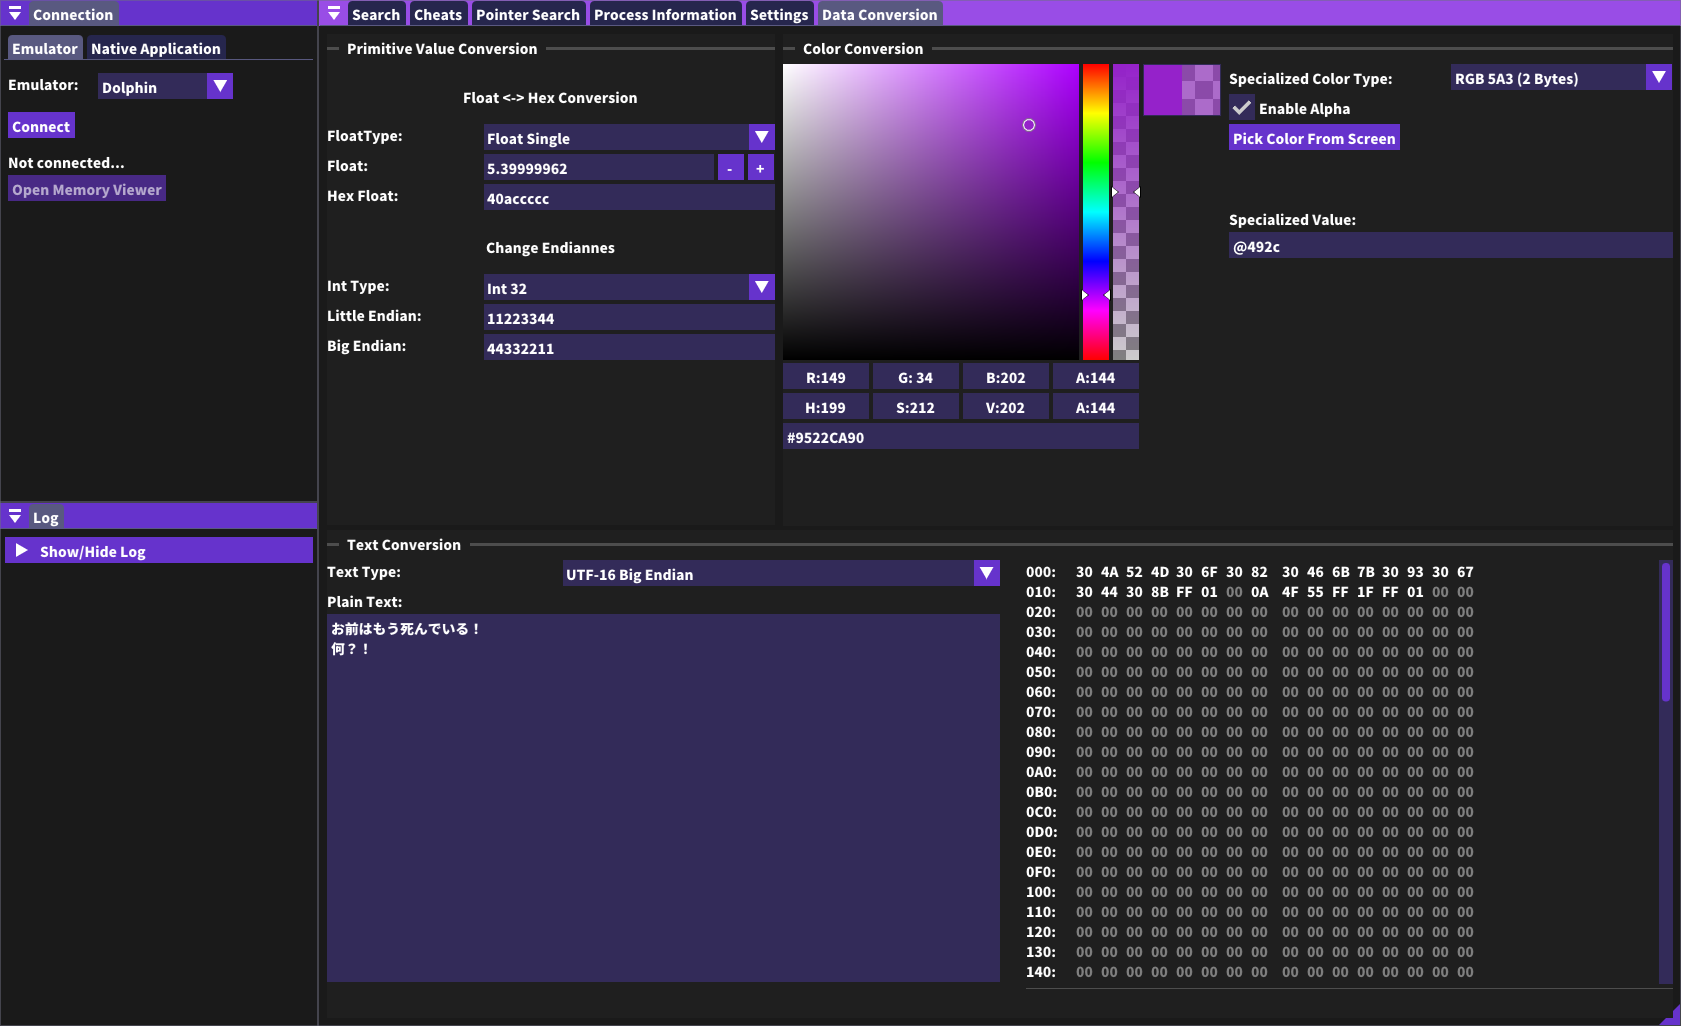 Connection
Emulator Native Application
Emulator: Dolphin
Connect
Not connected...
Open Memory Viewer
Log
Show/Hide Log
Search Cheats Pointer Search Process Information Settings Data Conversion
Primitive Value Conversion
Float <-> Hex Conversion
FloatType: Float Single
Float: 5.39999962 - +
Hex Float: 40accccc
Change Endiannes
Int Type: Int 32
Little Endian: 11223344
Big Endian: 44332211
Color Conversion
R:149 G: 34 B:202 A:144
H:199 S:212 V:202 A:144
#9522CA90
Specialized Color Type: RGB 5A3 (2 Bytes)
Enable Alpha
Pick Color From Screen
Specialized Value:
@492c
Text Conversion
Text Type: UTF-16 Big Endian
Plain Text:
お前はもう死んでいる！
何？！
000: 30 4A 52 4D 30 6F 30 82 30 46 6B 7B 30 93 30 67
010: 30 44 30 8B FF 01 00 0A 4F 55 FF 1F FF 01 00 00
020: 00 00 00 00 00 00 00 00 00 00 00 00 00 00 00 00
030: 00 00 00 00 00 00 00 00 00 00 00 00 00 00 00 00
040: 00 00 00 00 00 00 00 00 00 00 00 00 00 00 00 00
050: 00 00 00 00 00 00 00 00 00 00 00 00 00 00 00 00
060: 00 00 00 00 00 00 00 00 00 00 00 00 00 00 00 00
070: 00 00 00 00 00 00 00 00 00 00 00 00 00 00 00 00
080: 00 00 00 00 00 00 00 00 00 00 00 00 00 00 00 00
090: 00 00 00 00 00 00 00 00 00 00 00 00 00 00 00 00
0A0: 00 00 00 00 00 00 00 00 00 00 00 00 00 00 00 00
0B0: 00 00 00 00 00 00 00 00 00 00 00 00 00 00 00 00
0C0: 00 00 00 00 00 00 00 00 00 00 00 00 00 00 00 00
0D0: 00 00 00 00 00 00 00 00 00 00 00 00 00 00 00 00
0E0: 00 00 00 00 00 00 00 00 00 00 00 00 00 00 00 00
0F0: 00 00 00 00 00 00 00 00 00 00 00 00 00 00 00 00
100: 00 00 00 00 00 00 00 00 00 00 00 00 00 00 00 00
110: 00 00 00 00 00 00 00 00 00 00 00 00 00 00 00 00
120: 00 00 00 00 00 00 00 00 00 00 00 00 00 00 00 00
130: 00 00 00 00 00 00 00 00 00 00 00 00 00 00 00 00
140: 00 00 00 00 00 00 00 00 00 00 00 00 00 00 00 00